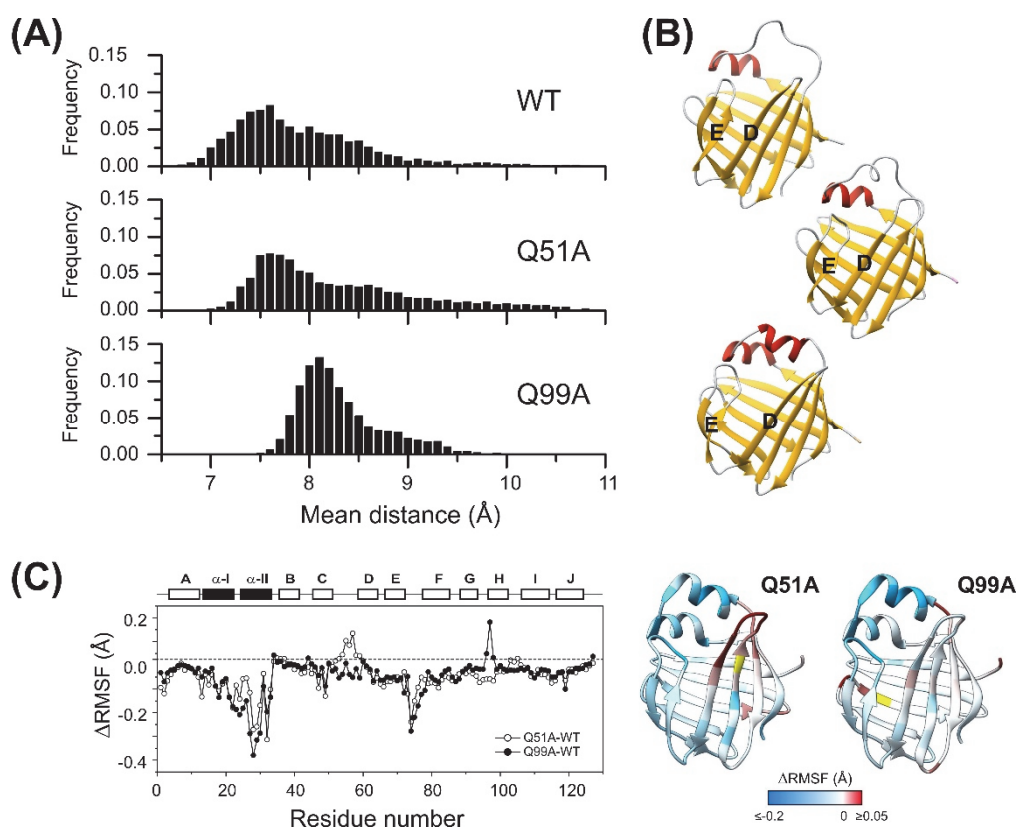 (A)
0.15
0.10
0.05
0.00
Frequency
WT
0.15
0.10
0.05
0.00
Frequency
Q51A
0.15
0.10
0.05
0.00
Frequency
Q99A
7 8 9 10 11
Mean distance (Å)
(B)
E D
E D
E D
(C)
A α-I α-II B C D E F G H I J
0.2
0.0
-0.2
-0.4
ΔRMSF (Å)
Q51A-WT
Q99A-WT
0 20 40 60 80 100 120
Residue number
Q51A Q99A
ΔRMSF (Å)
≤-0.2 0 ≥0.05